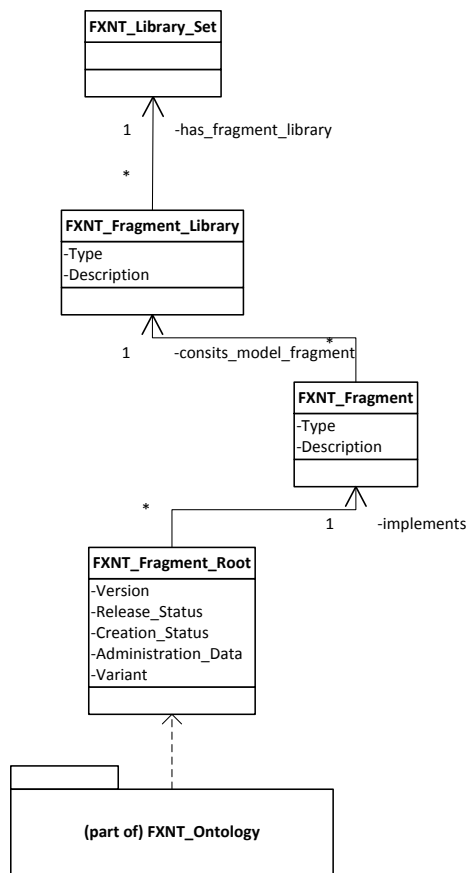 FXNT_Library_Set
1 -has_fragment_library
*
FXNT_Fragment_Library
-Type
-Description
*
1 -consits_model_fragment
FXNT_Fragment
-Type
-Description
*
1 -implements
FXNT_Fragment_Root
-Version
-Release_Status
-Creation_Status
-Administration_Data
-Variant
(part of) FXNT_Ontology